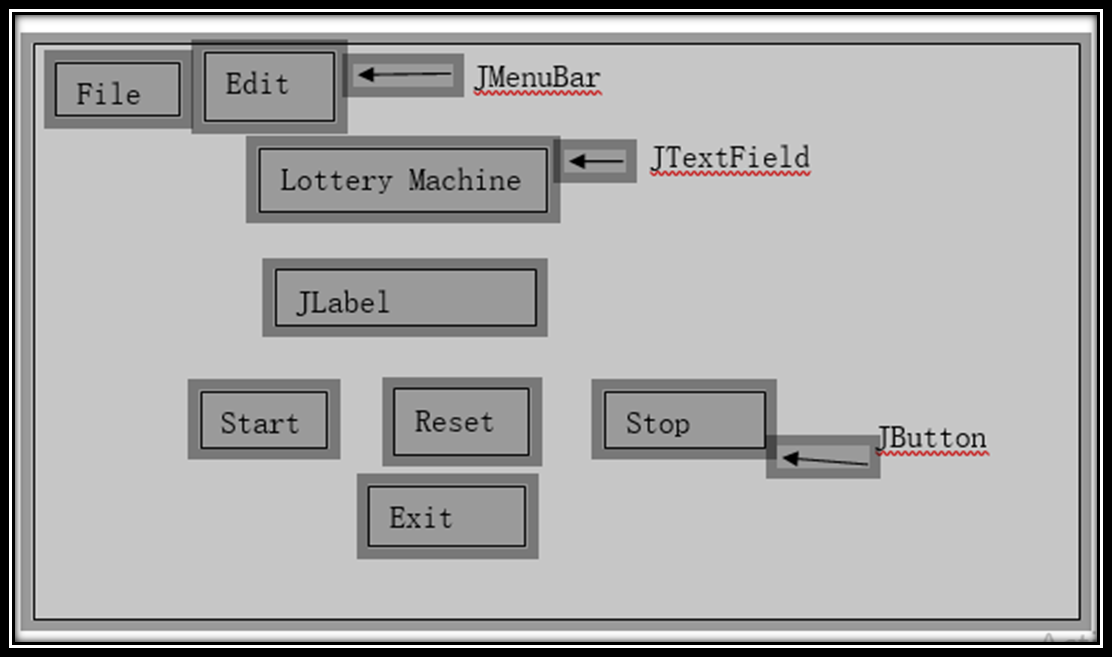 File
Edit
JMenuBar
Lottery Machine
JTextField
JLabel
Start
Reset
Stop
JButton
Exit